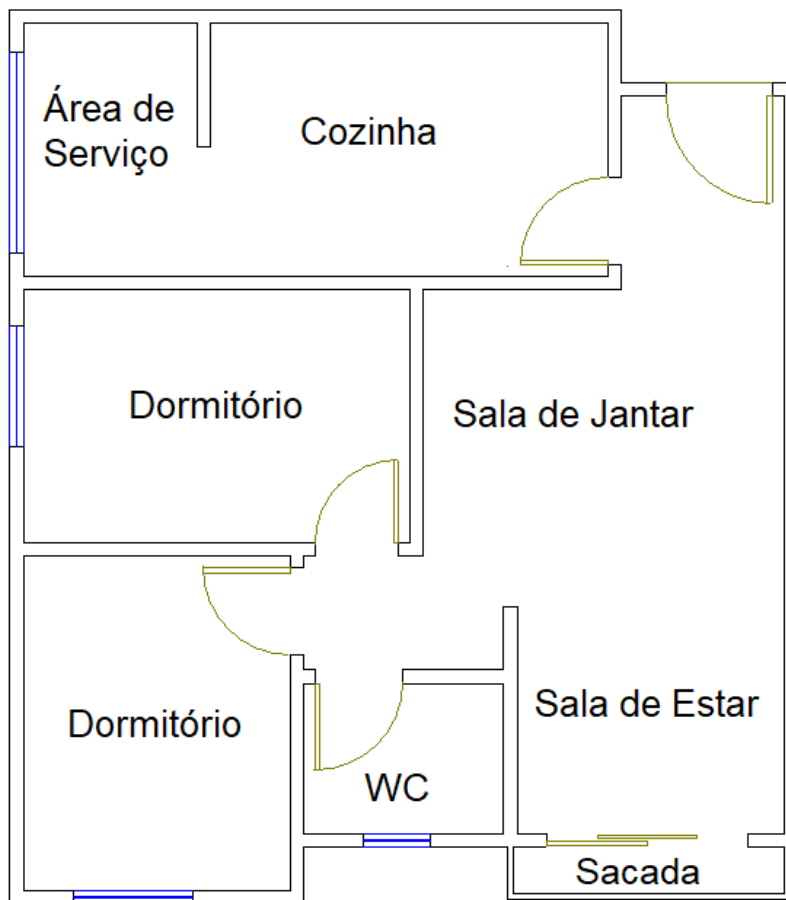 Área de
Serviço
Cozinha
Dormitório
Sala de Jantar
Dormitório
Sala de Estar
WC
Sacada